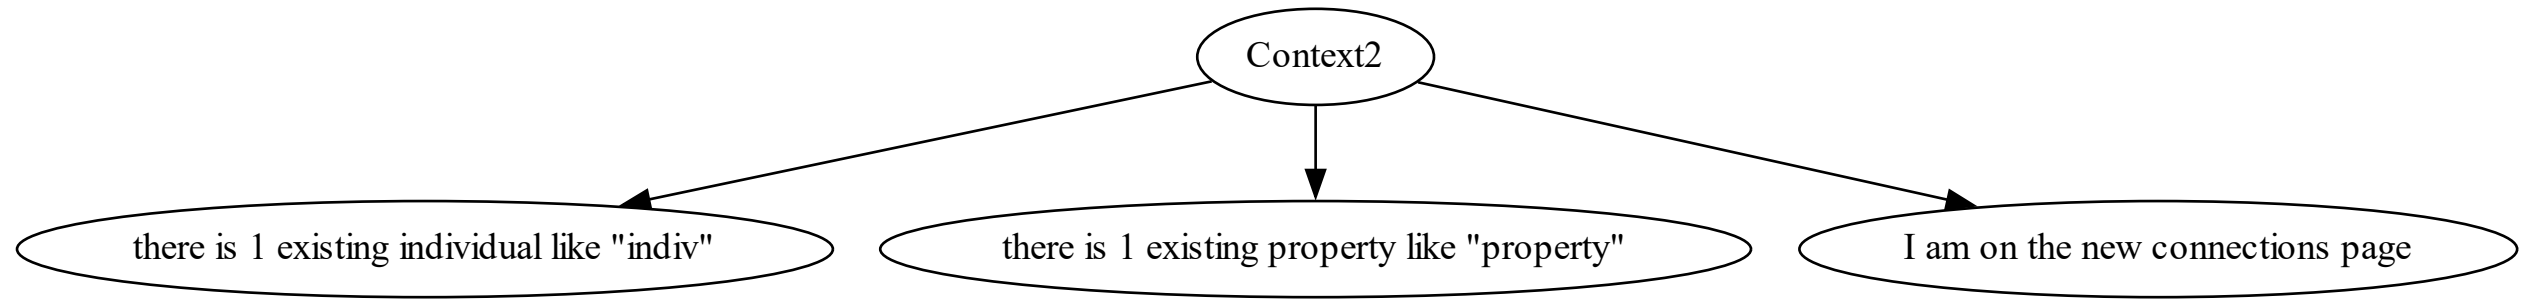 Context2
there is 1 existing individual like "indiv"
there is 1 existing property like "property"
I am on the new connections page